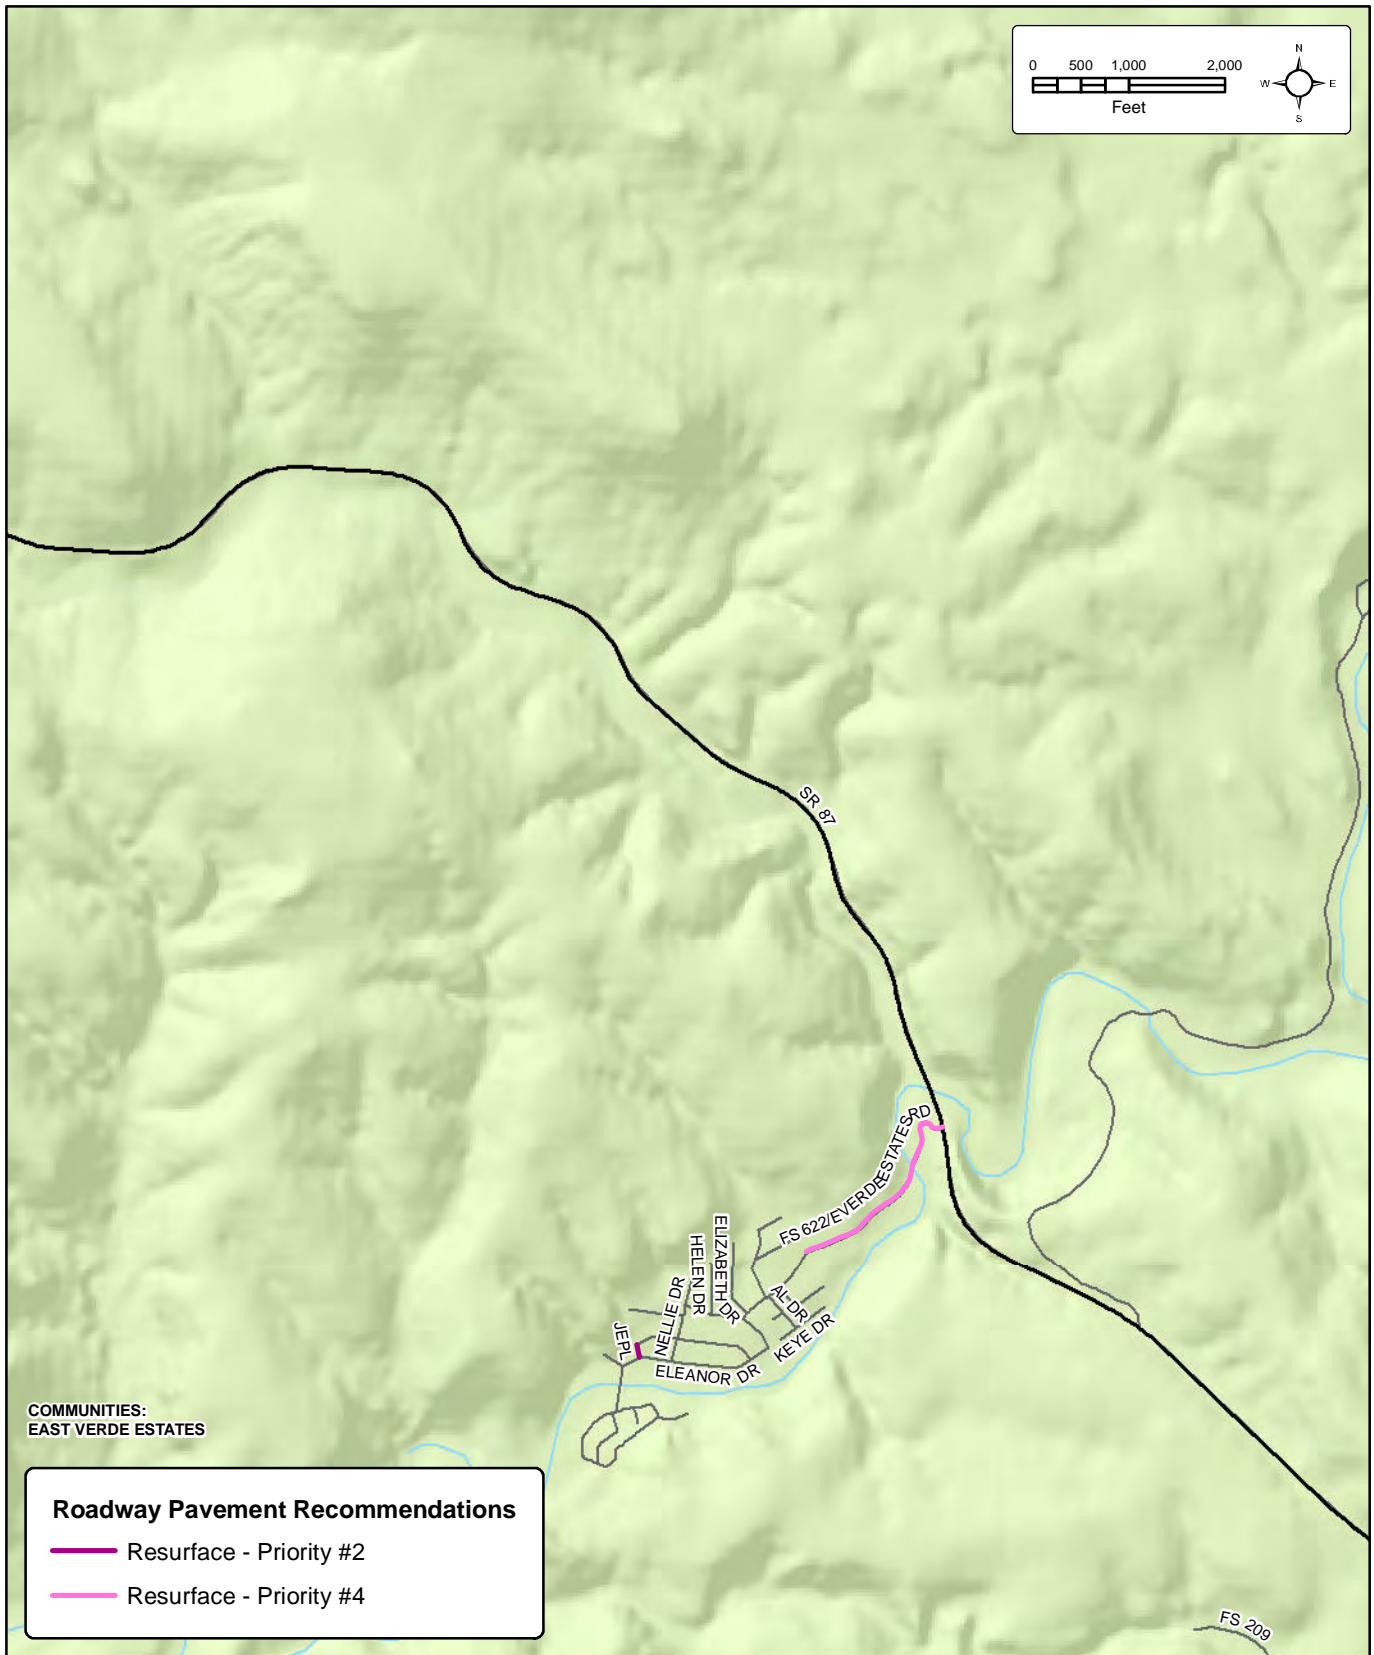 N
0 500 1,000 2,000
W E
Feet
S
SR 87
FS 622/EVERDE ESTATES RD
ELIZABETH DR
HELEN DR
NELLIE DR
AL DR
KEYE DR
JEPL
ELEANOR DR
COMMUNITIES:
EAST VERDE ESTATES
Roadway Pavement Recommendations
Resurface - Priority #2
Resurface - Priority #4
FS 209